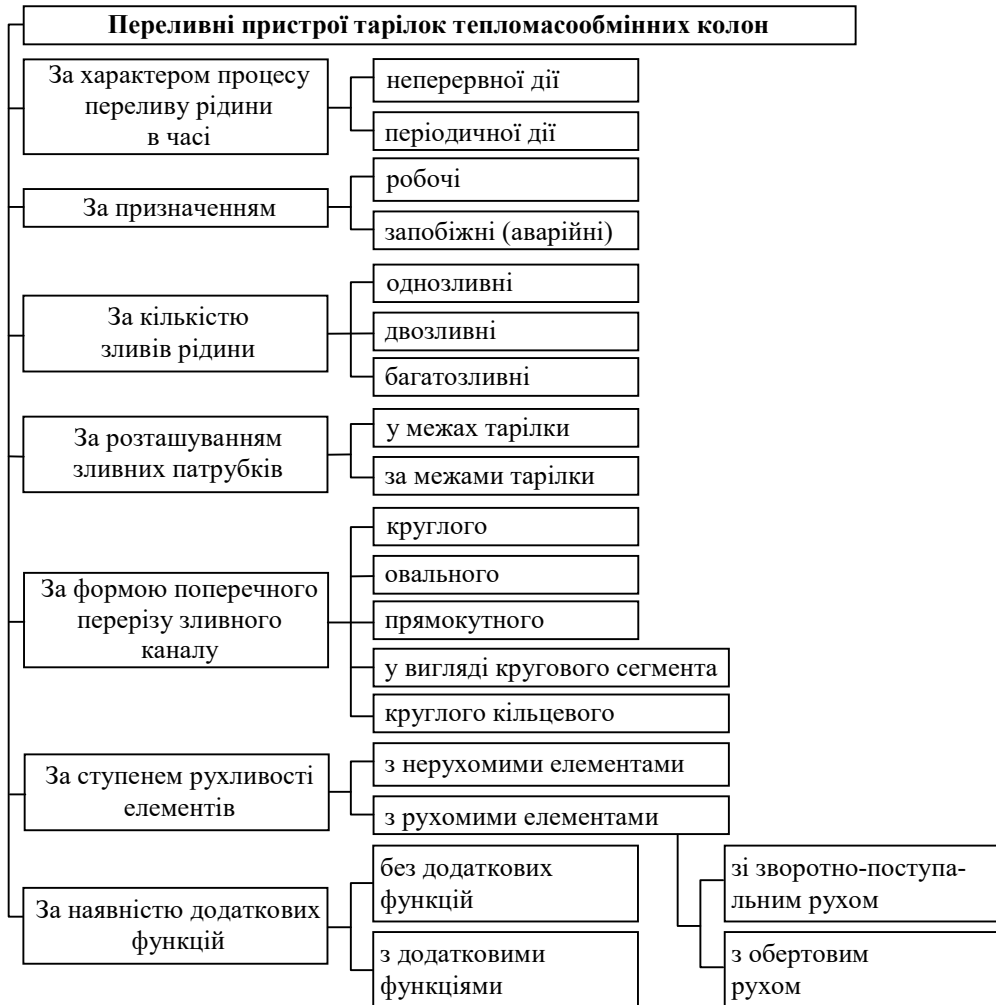 Переливні пристрої тарілок тепломасообмінних колон
За характером процесу
переливу рідини
в часі
неперервної дії
періодичної дії
За призначенням
робочі
запобіжні (аварійні)
За кількістю
зливів рідини
однозливні
двозливні
багатозливні
За розташуванням
зливних патрубків
у межах тарілки
за межами тарілки
За формою поперечного
перерізу зливного
каналу
круглого
овального
прямокутного
у вигляді кругового сегмента
круглого кільцевого
За ступенем рухливості
елементів
з нерухомими елементами
з рухомими елементами
зі зворотно-поступа-
льним рухом
з обертовим
рухом
За наявністю додаткових
функцій
без додаткових
функцій
з додатковими
функціями